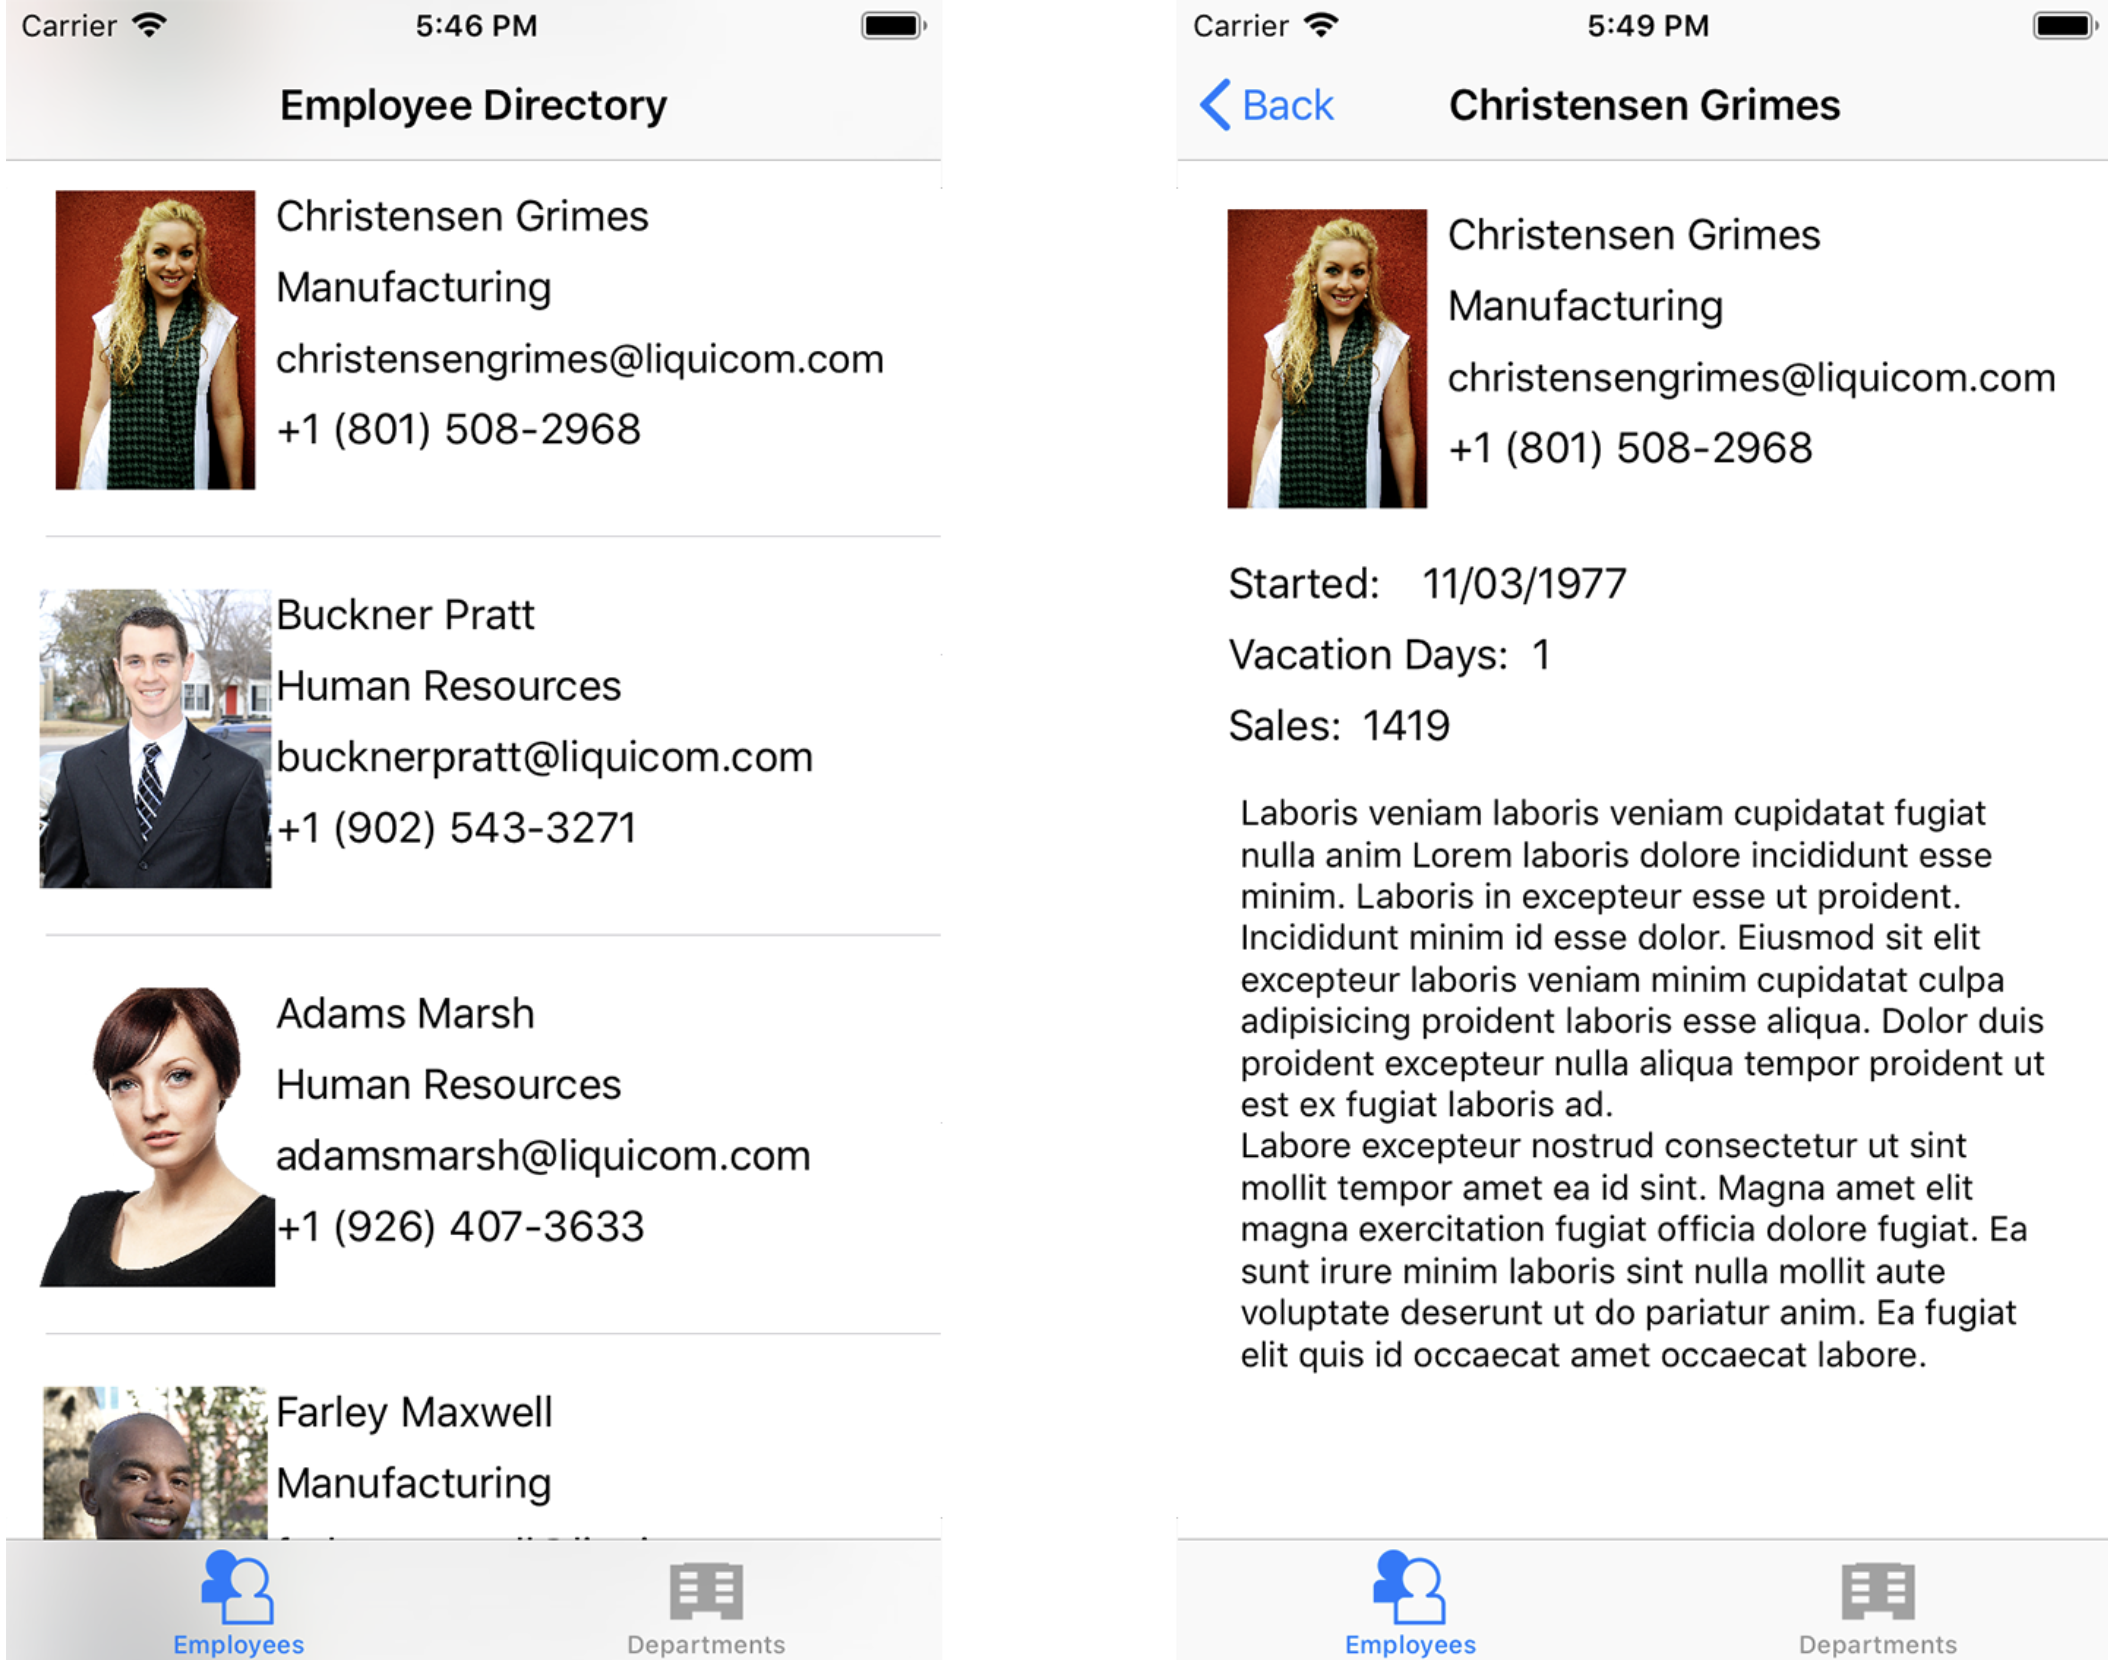 Carrier 5:46 PM
Employee Directory
Christensen Grimes
Manufacturing
christensengrimes@liquicom.com
+1 (801) 508-2968
Buckner Pratt
Human Resources
bucknerpratt@liquicom.com
+1 (902) 543-3271
Adams Marsh
Human Resources
adamsmarsh@liquicom.com
+1 (926) 407-3633
Farley Maxwell
Manufacturing
Employees Departments
Carrier 5:49 PM
Back Christensen Grimes
Christensen Grimes
Manufacturing
christensengrimes@liquicom.com
+1 (801) 508-2968
Started: 11/03/1977
Vacation Days: 1
Sales: 1419
Laboris veniam laboris veniam cupidatat fugiat
nulla anim Lorem laboris dolore incididunt esse
minim. Laboris in excepteur esse ut proident.
Incididunt minim id esse dolor. Eiusmod sit elit
excepteur laboris veniam minim cupidatat culpa
adipisicing proident laboris esse aliqua. Dolor duis
proident excepteur nulla aliqua tempor proident ut
est ex fugiat laboris ad.
Labore excepteur nostrud consectetur ut sint
mollit tempor amet ea id sint. Magna amet elit
magna exercitation fugiat officia dolore fugiat. Ea
sunt irure minim laboris sint nulla mollit aute
voluptate deserunt ut do pariatur anim. Ea fugiat
elit quis id occaecat amet occaecat labore.
Employees Departments